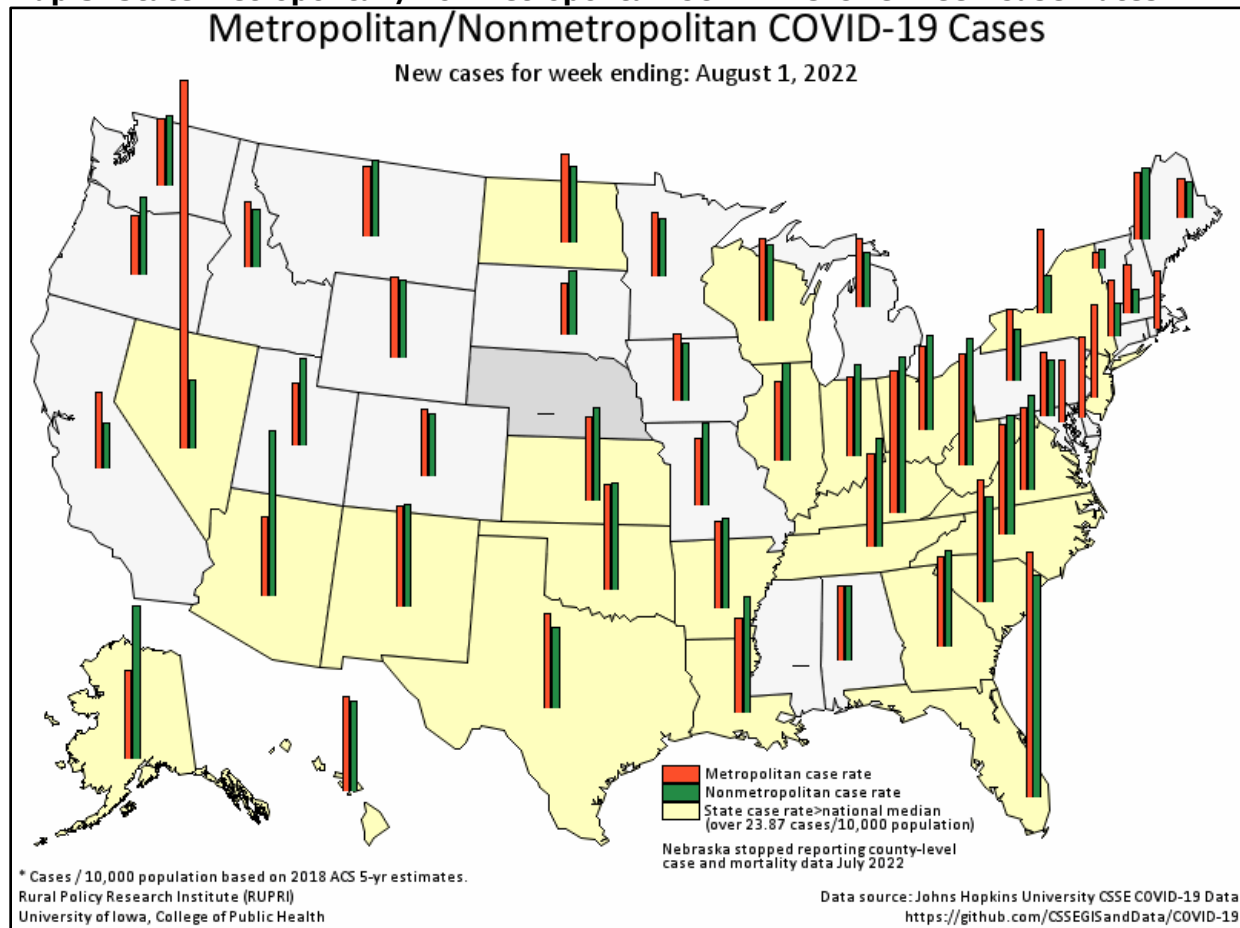 Metropolitan/Nonmetropolitan COVID-19 Cases
New cases for week ending: August 1, 2022
Metropolitan case rate
Nonmetropolitan case rate
State case rate>national median
(over 23.87 cases/10,000 population)
Nebraska stopped reporting county-level
case and mortality data July 2022
* Cases / 10,000 population based on 2018 ACS 5-yr estimates.
Rural Policy Research Institute (RUPRI)
University of Iowa, College of Public Health
Data source: Johns Hopkins University CSSE COVID-19 Data
https://github.com/CSSEGISandData/COVID-19